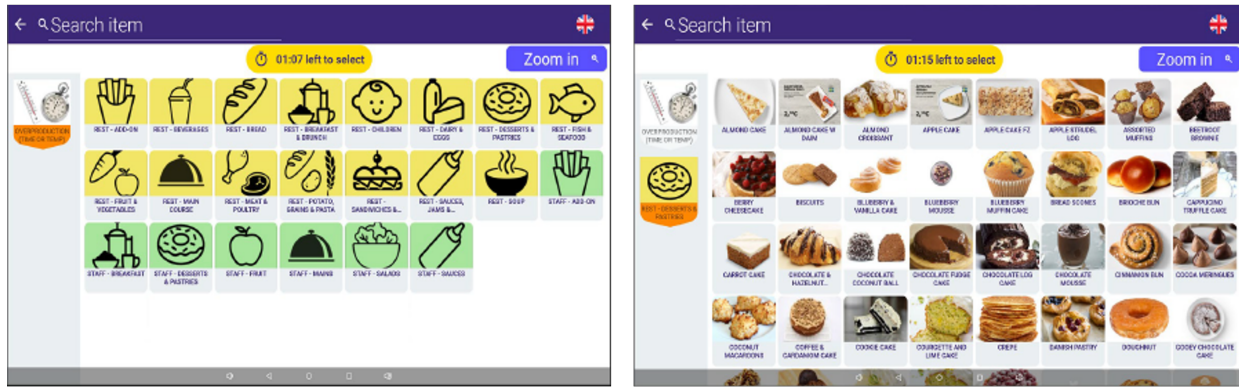 Search item
01:07 left to select
Zoom in
OVERPRODUCTION
(TIME OR TEMP)
REST - ADD-ON
REST - BEVERAGES
REST - BREAD
REST - BREAKFAST
& BRUNCH
REST - CHILDREN
REST - DAIRY &
EGGS
REST - DESSERTS &
PASTRIES
REST - FISH &
SEAFOOD
REST - FRUIT &
VEGETABLES
REST - MAIN
COURSE
REST - MEAT &
POULTRY
REST - POTATO,
GRAINS & PASTA
REST -
SANDWICHES &...
REST - SAUCES,
JAMS &...
REST - SOUP
STAFF - ADD-ON
STAFF - BREAKFAST
STAFF - DESSERTS
& PASTRIES
STAFF - FRUIT
STAFF - MAINS
STAFF - SALADS
STAFF - SAUCES
Search item
01:15 left to select
Zoom in
OVERPRODUCTION
(TIME OR TEMP)
REST - DESSERTS &
PASTRIES
ALMOND CAKE
ALMOND CAKE W
DAIM
ALMOND
CROISSANT
APPLE CAKE
APPLE CAKE FZ
APPLE STRUDEL
LOG
ASSORTED
MUFFINS
BEETROOT
BROWNIE
BERRY
CHEESECAKE
BISCUITS
BLUEBERRY &
VANILLA CAKE
BLUEBERRY
MOUSSE
BLUEBERRY
MUFFIN CAKE
BREAD SCONES
BRIOCHE BUN
CAPPUCINO
TRUFFLE CAKE
CARROT CAKE
CHOCOLATE &
HAZELNUT...
CHOCOLATE
COCONUT BALL
CHOCOLATE FUDGE
CAKE
CHOCOLATE LOG
CAKE
CHOCOLATE
MOUSSE
CINNAMON BUN
COCOA MERINGUES
COCONUT
MACAROONS
COFFEE &
CARDAMOM CAKE
COOKIE CAKE
COURGETTE AND
LIME CAKE
CREPE
DANISH PASTRY
DOUGHNUT
GOOEY CHOCOLATE
CAKE